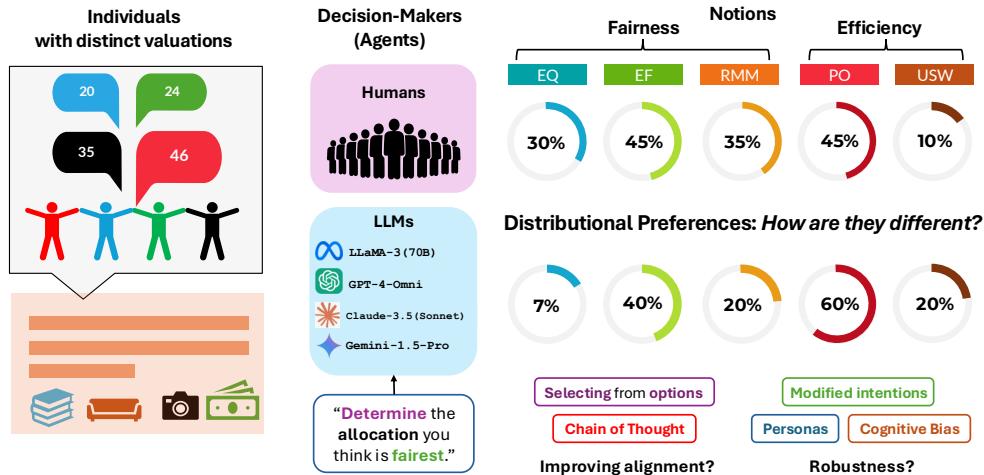 Individuals
with distinct valuations
20
24
35
46
Decision-Makers
(Agents)
Humans
LLMs
LLaMA-3(70B)
GPT-4-Omni
Claude-3.5(Sonnet)
Gemini-1.5-Pro
“Determine the
allocation you
think is fairest.”
Notions
Fairness
Efficiency
EQ
EF
RMM
PO
USW
30%
45%
35%
45%
10%
Distributional Preferences: How are they different?
7%
40%
20%
60%
20%
Selecting from options
Chain of Thought
Improving alignment?
Modified intentions
Personas
Cognitive Bias
Robustness?